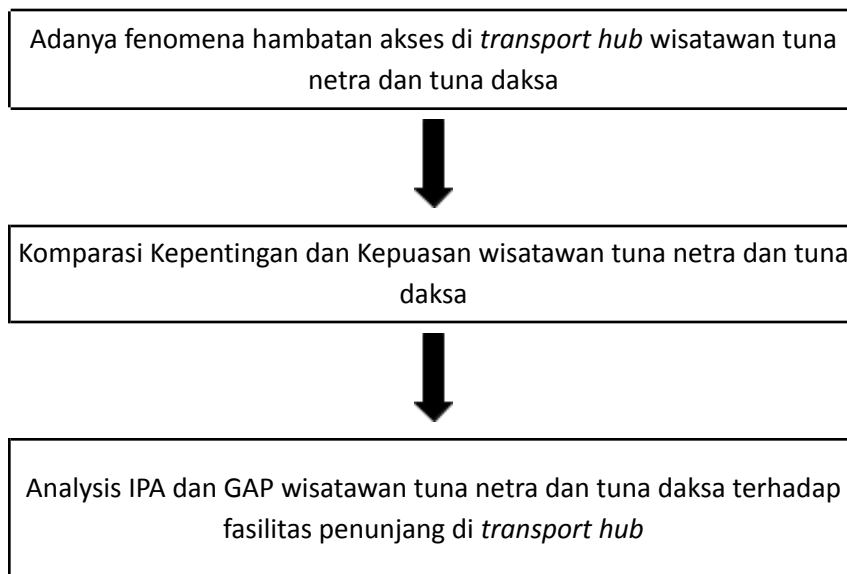 Adanya fenomena hambatan akses di transport hub wisatawan tuna
netra dan tuna daksa
Komparasi Kepentingan dan Kepuasan wisatawan tuna netra dan tuna
daksa
Analysis IPA dan GAP wisatawan tuna netra dan tuna daksa terhadap
fasilitas penunjang di transport hub